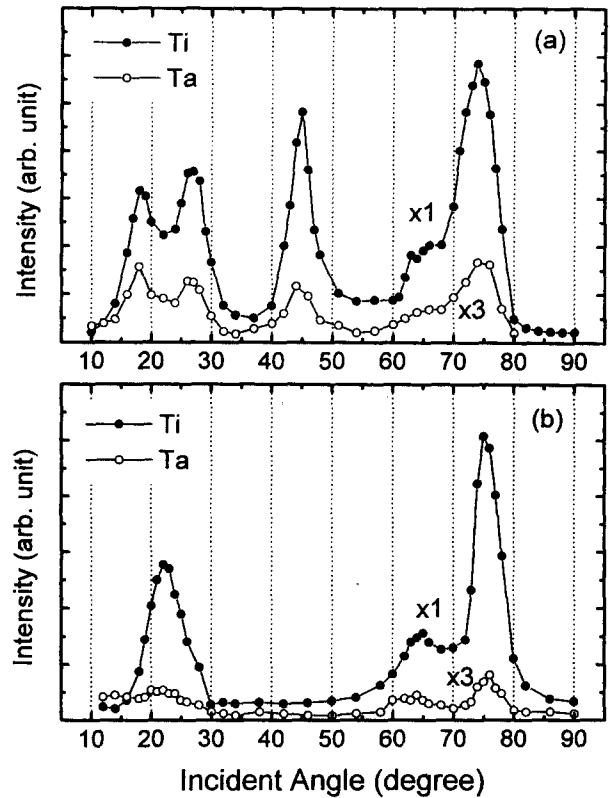 Ti
Ta
(a)
x1
x3
Intensity (arb. unit)
10 20 30 40 50 60 70 80 90
Ti
Ta
(b)
x1
x3
Intensity (arb. unit)
10 20 30 40 50 60 70 80 90
Incident Angle (degree)